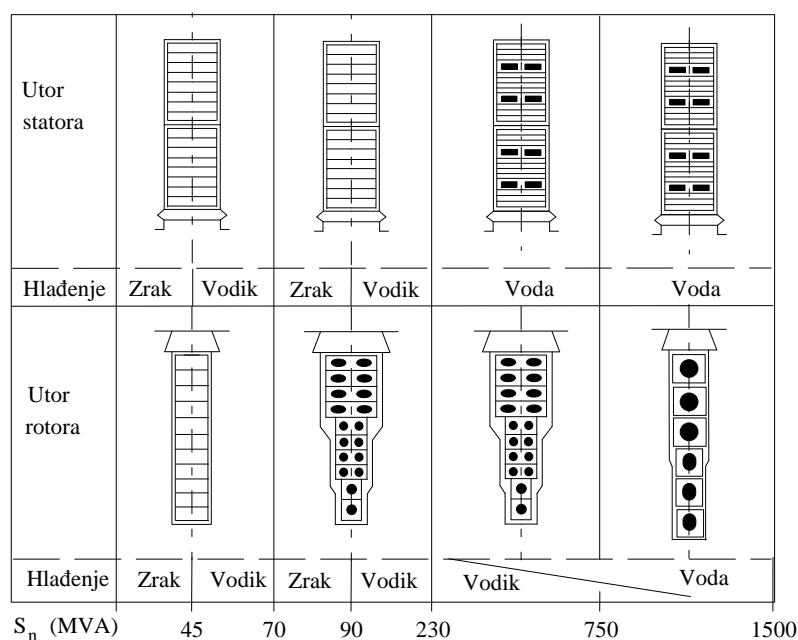 Utor
statora
Hlađenje Zrak Vodik Zrak Vodik Voda Voda
Utor
rotora
Hlađenje Zrak Vodik Zrak Vodik Vodik Voda
Sn (MVA) 45 70 90 230 750 1500